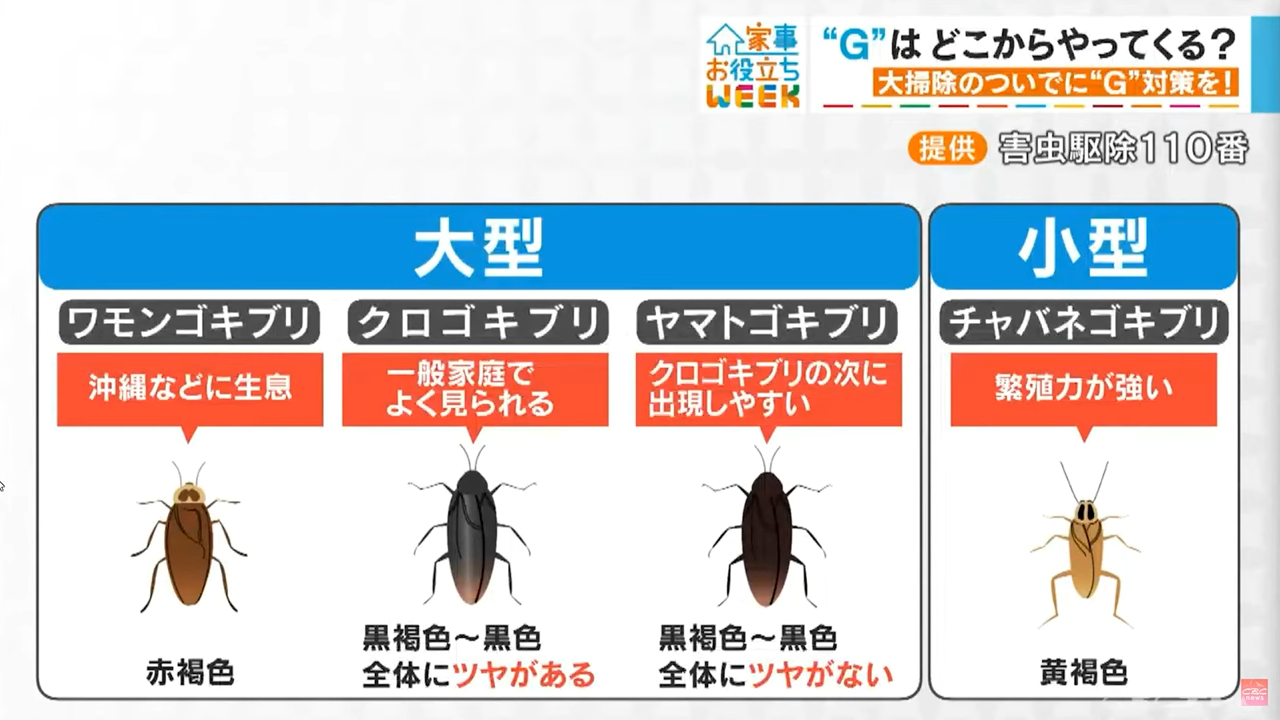 家事
お役立ち
WEEK
“G”は どこからやってくる？
大掃除のついでに“G”対策を！
提供 害虫駆除110番
大型
小型
ワモンゴキブリ
クロゴキブリ
ヤマトゴキブリ
チャバネゴキブリ
沖縄などに生息
一般家庭で
よく見られる
クロゴキブリの次に
出現しやすい
繁殖力が強い
赤褐色
黒褐色〜黒色
全体にツヤがある
黒褐色〜黒色
全体にツヤがない
黄褐色
CBC
NEWS